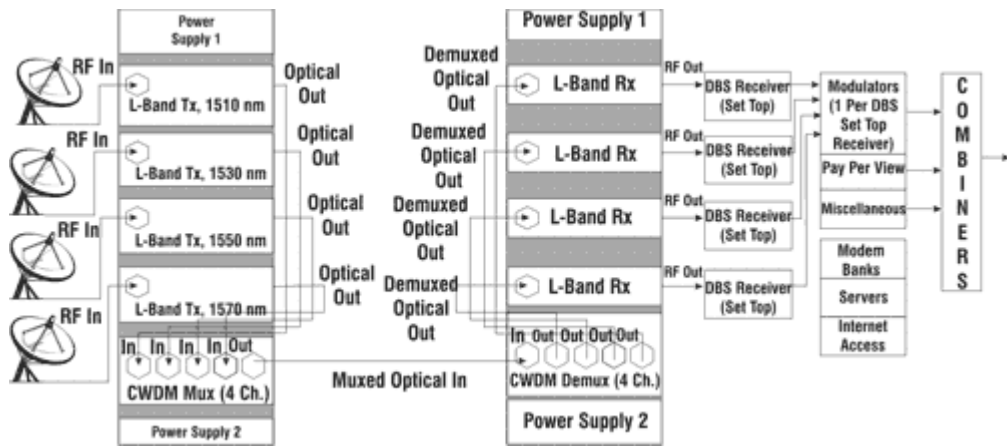 Power
Supply 1
RF In
L-Band Tx, 1510 nm
Optical
Out
RF In
L-Band Tx, 1530 nm
Optical
Out
RF In
L-Band Tx, 1550 nm
Optical
Out
RF In
L-Band Tx, 1570 nm
Optical
Out
In In In In Out
CWDM Mux (4 Ch.)
Power Supply 2
Muxed Optical In
Power Supply 1
Demuxed
Optical
Out
L-Band Rx
Demuxed
Optical
Out
L-Band Rx
Demuxed
Optical
Out
L-Band Rx
Demuxed
Optical
Out
L-Band Rx
In Out Out Out Out
CWDM Demux (4 Ch.)
Power Supply 2
RF Out
DBS Receiver
(Set Top)
RF Out
DBS Receiver
(Set Top)
RF Out
DBS Receiver
(Set Top)
RF Out
DBS Receiver
(Set Top)
Modulators
(1 Per DBS
Set Top
Receiver)
Pay Per View
Miscellaneous
Modem
Banks
Servers
Internet
Access
COMBINERS